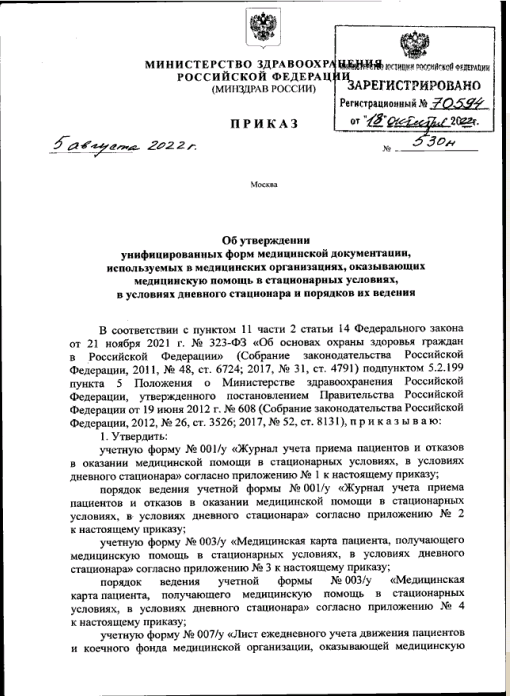 МИНИСТЕРСТВО ЗДРАВООХРАНЕНИЯ
РОССИЙСКОЙ ФЕДЕРАЦИИ
(МИНЗДРАВ РОССИИ)
МИНИСТЕРСТВО ЮСТИЦИИ РОССИЙСКОЙ ФЕДЕРАЦИИ
ЗАРЕГИСТРИРОВАНО
Регистрационный № 70594
от "18" октября 2022г.
ПРИКАЗ
5 августа 2022 г.
№ 530н
Москва
Об утверждении
унифицированных форм медицинской документации,
используемых в медицинских организациях, оказывающих
медицинскую помощь в стационарных условиях,
в условиях дневного стационара и порядков их ведения
В соответствии с пунктом 11 части 2 статьи 14 Федерального закона
от 21 ноября 2021 г. № 323-ФЗ «Об основах охраны здоровья граждан
в Российской Федерации» (Собрание законодательства Российской
Федерации, 2011, № 48, ст. 6724; 2017, № 31, ст. 4791) подпунктом 5.2.199
пункта 5 Положения о Министерстве здравоохранения Российской
Федерации, утвержденного постановлением Правительства Российской
Федерации от 19 июня 2012 г. № 608 (Собрание законодательства Российской
Федерации, 2012, № 26, ст. 3526; 2017, № 52, ст. 8131), приказываю:
1. Утвердить:
учетную форму № 001/у «Журнал учета приема пациентов и отказов
в оказании медицинской помощи в стационарных условиях, в условиях
дневного стационара» согласно приложению № 1 к настоящему приказу;
порядок ведения учетной формы № 001/у «Журнал учета приема
пациентов и отказов в оказании медицинской помощи в стационарных
условиях, в условиях дневного стационара» согласно приложению № 2
к настоящему приказу;
учетную форму № 003/у «Медицинская карта пациента, получающего
медицинскую помощь в стационарных условиях, в условиях дневного
стационара» согласно приложению № 3 к настоящему приказу;
порядок ведения учетной формы № 003/у «Медицинская
карта пациента, получающего медицинскую помощь в стационарных
условиях, в условиях дневного стационара» согласно приложению № 4
к настоящему приказу;
учетную форму № 007/у «Лист ежедневного учета движения пациентов
и коечного фонда медицинской организации, оказывающей медицинскую